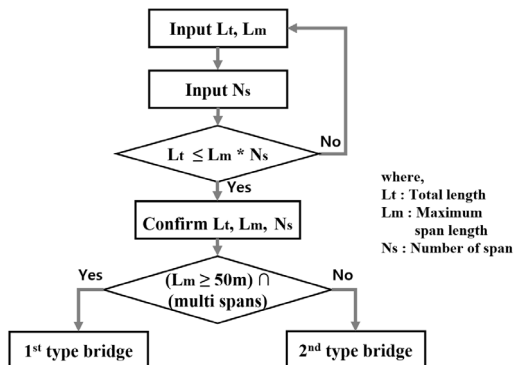 Input Lt, Lm
Input Ns
Lt ≤ Lm * Ns
No
Yes
where,
Lt : Total length
Lm : Maximum
span length
Ns : Number of span
Confirm Lt, Lm, Ns
Yes
(Lm ≥ 50m) ∩
(multi spans)
No
1st type bridge
2nd type bridge